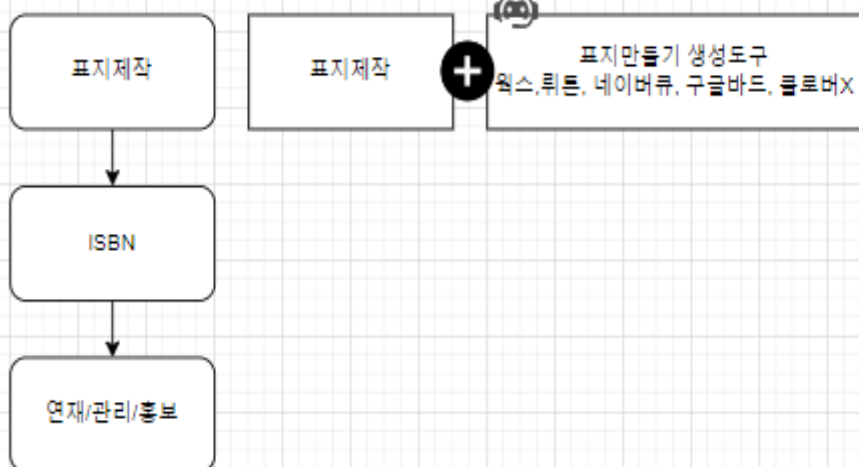 표지제작
표지제작
표지만들기 생성도구
웍스,뤼튼, 네이버큐, 구글바드, 클로버X
ISBN
연재/관리/홍보